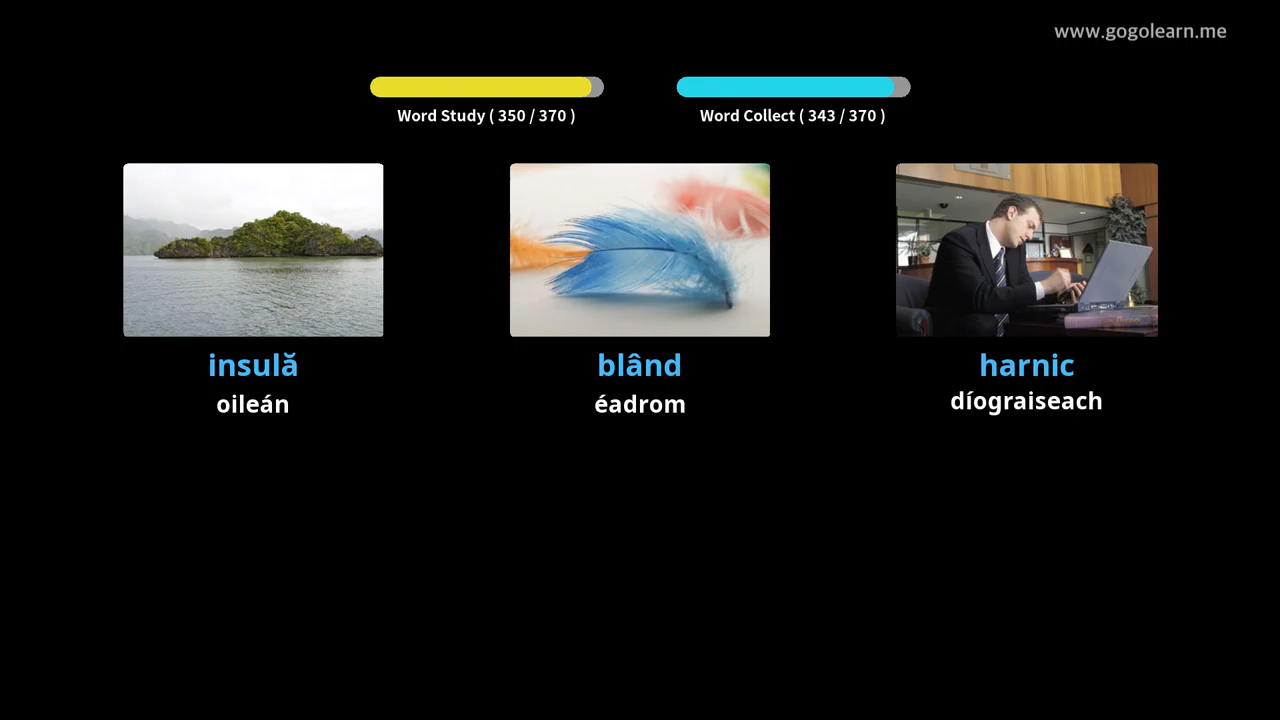 www.gogolearn.me
Word Study ( 350 / 370 )
Word Collect ( 343 / 370 )
insulă
oileán
blând
éadrom
harnic
díograiseach